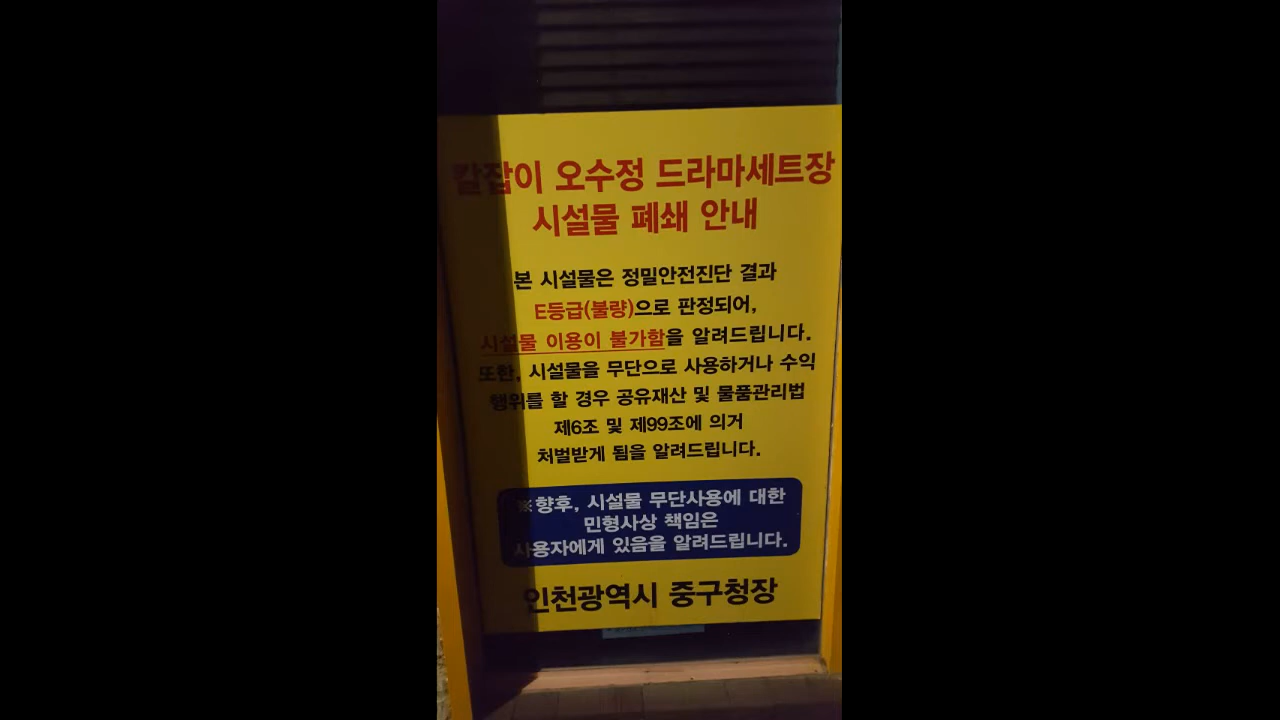 칼잡이 오수정 드라마세트장
시설물 폐쇄 안내
본 시설물은 정밀안전진단 결과
E등급(불량)으로 판정되어,
시설물 이용이 불가함을 알려드립니다.
또한, 시설물을 무단으로 사용하거나 수익
행위를 할 경우 공유재산 및 물품관리법
제6조 및 제99조에 의거
처벌받게 됨을 알려드립니다.
※향후, 시설물 무단사용에 대한
민형사상 책임은
사용자에게 있음을 알려드립니다.
인천광역시 중구청장